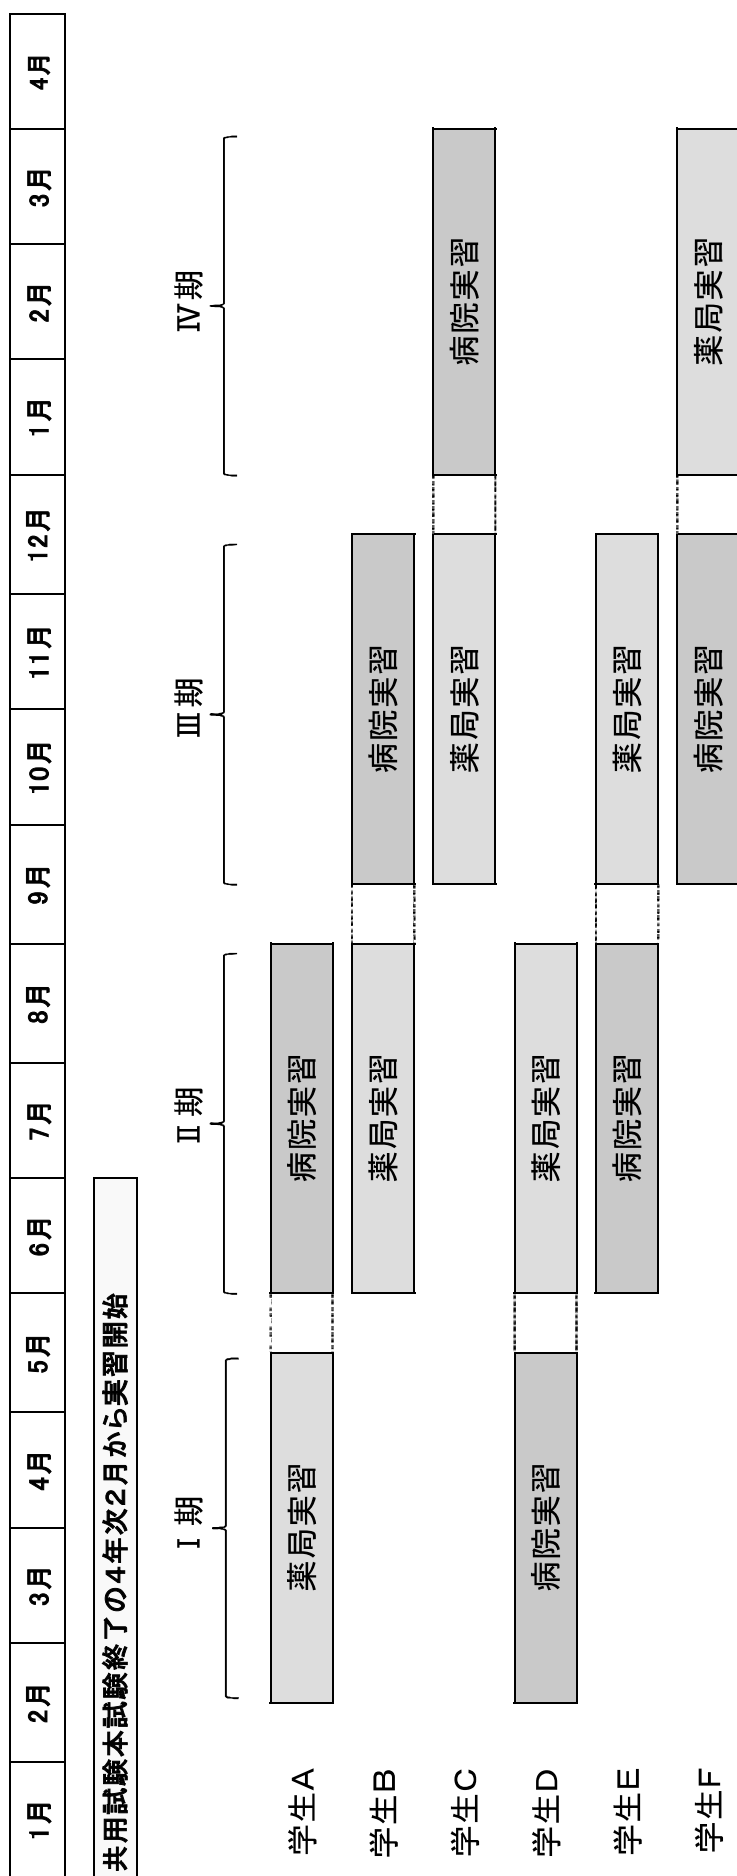 1月 2月 3月 4月 5月 6月 7月 8月 9月 10月 11月 12月 1月 2月 3月 4月
共用試験本試験終了の4年次2月から実習開始
Ⅰ期 Ⅱ期 Ⅲ期 Ⅳ期
学生A 薬局実習 病院実習
学生B 薬局実習 病院実習
学生C 薬局実習 病院実習
学生D 病院実習 薬局実習
学生E 病院実習 薬局実習
学生F 病院実習 薬局実習